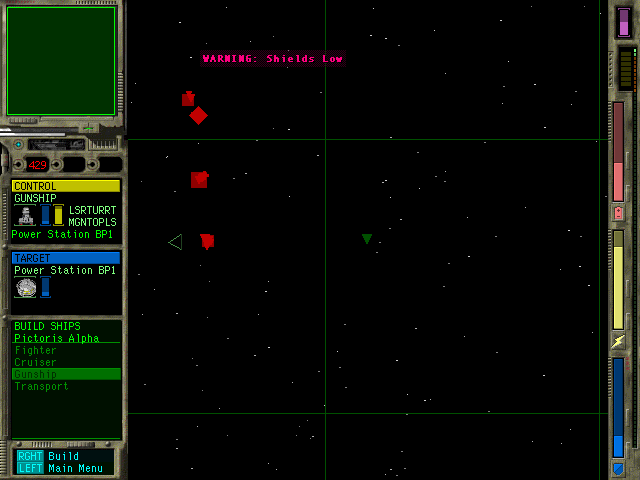 WARNING: Shields Low
429
CONTROL
GUNSHIP
LSRTURRT
MGNTOPLS
Power Station BP1
TARGET
Power Station BP1
BUILD SHIPS
Pictoris Alpha
Fighter
Cruiser
Gunship
Transport
RGHT Build
LEFT Main Menu